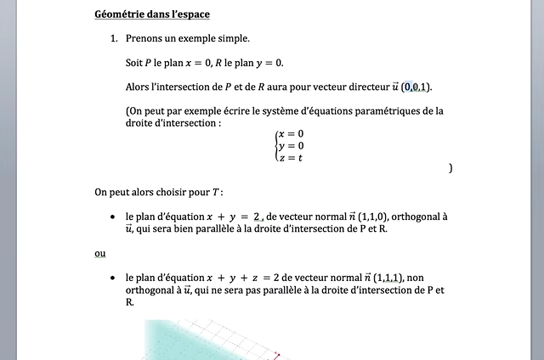 Géométrie dans l'espace
1. Prenons un exemple simple.
Soit P le plan x = 0, R le plan y = 0.
Alors l'intersection de P et de R aura pour vecteur directeur u⃗ (0,0,1).
(On peut par exemple écrire le système d'équations paramétriques de la
droite d'intersection :
{x = 0
y = 0
z = t
)
On peut alors choisir pour T :
• le plan d'équation x + y = 2 , de vecteur normal n⃗ (1,1,0), orthogonal à
u⃗, qui sera bien parallèle à la droite d'intersection de P et R.
ou
• le plan d'équation x + y + z = 2 de vecteur normal n⃗ (1,1,1), non
orthogonal à u⃗, qui ne sera pas parallèle à la droite d'intersection de P et
R.